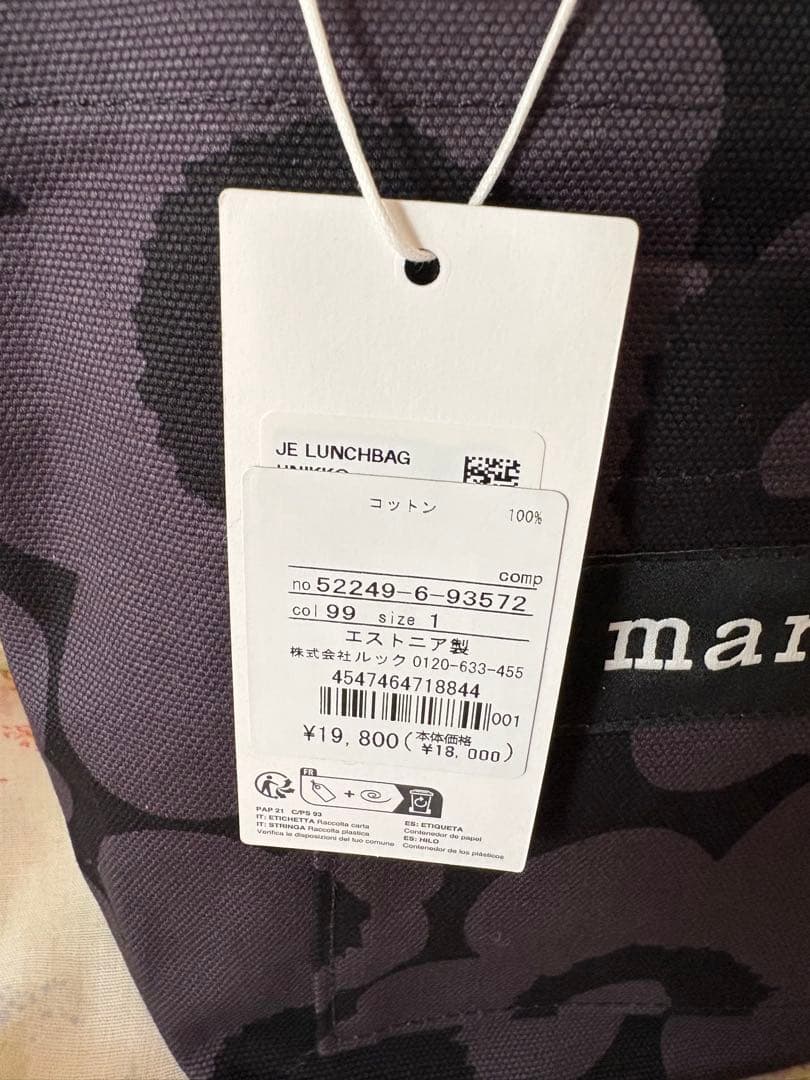 JE LUNCHBAG
コットン 100%
comp
no 52249-6-93572
col 99 size 1
エストニア製
株式会社ルック 0120-633-455
4547464718844
001
¥19,800(本体価格 ¥18,000)
FR
PAP 21 C/PS 93
IT: ETICHETTA Raccolta carta
IT: STRINGA Raccolta plastica
Verifica le disposizioni del tuo comune
ES: ETIQUETA
Contenedor de papel
ES: HILO
Contenedor de los plásticos
mar